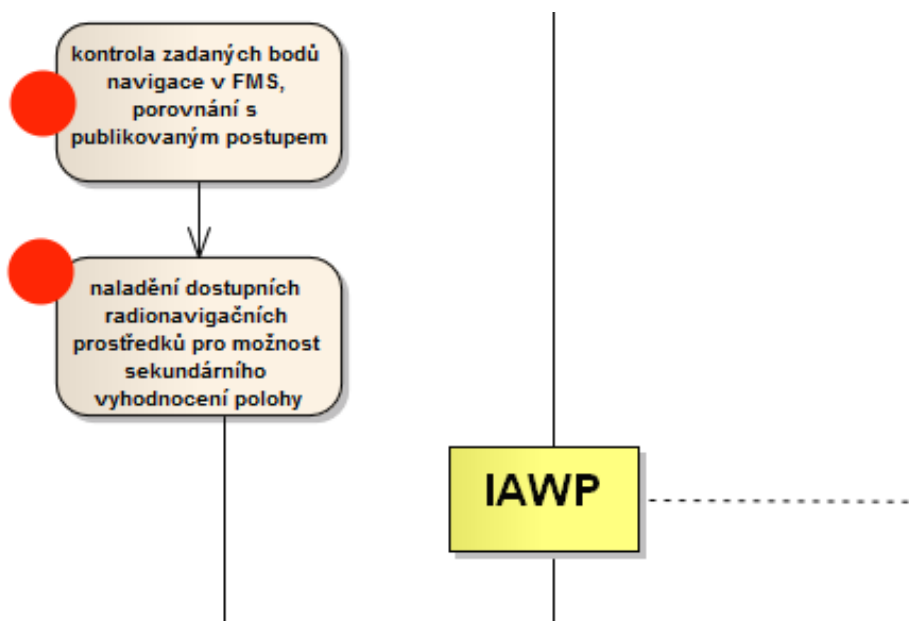 kontrola zadaných bodů
navigace v FMS,
porovnání s
publikovaným postupem
naladění dostupních
radionavigačních
prostředků pro možnost
sekundárního
vyhodnocení polohy
IAWP